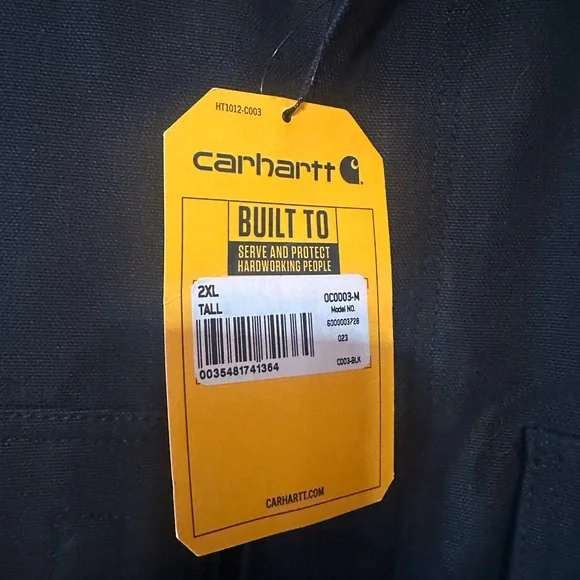 HT1012-C003
carhartt
BUILT TO
SERVE AND PROTECT
HARDWORKING PEOPLE
2XL
TALL
OC0003-M
Model NO.
6000003728
023
C003-BLK
0035481741364
CARHARTT.COM